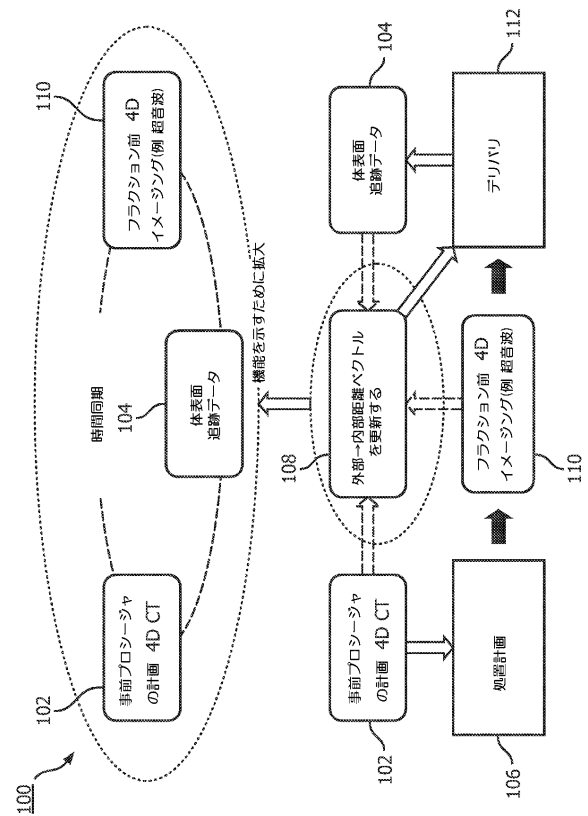 100
時間同期
102
事前プロシージャ
の計画 4D CT
104
体表面
追跡データ
110
フラクション前 4D
イメージング(例 超音波)
機能を示すために拡大
事前プロシージャ
の計画 4D CT
102
108
外部→内部距離ベクトル
を更新する
体表面
追跡データ
104
処置計画
106
フラクション前 4D
イメージング(例 超音波)
110
デリバリ
112